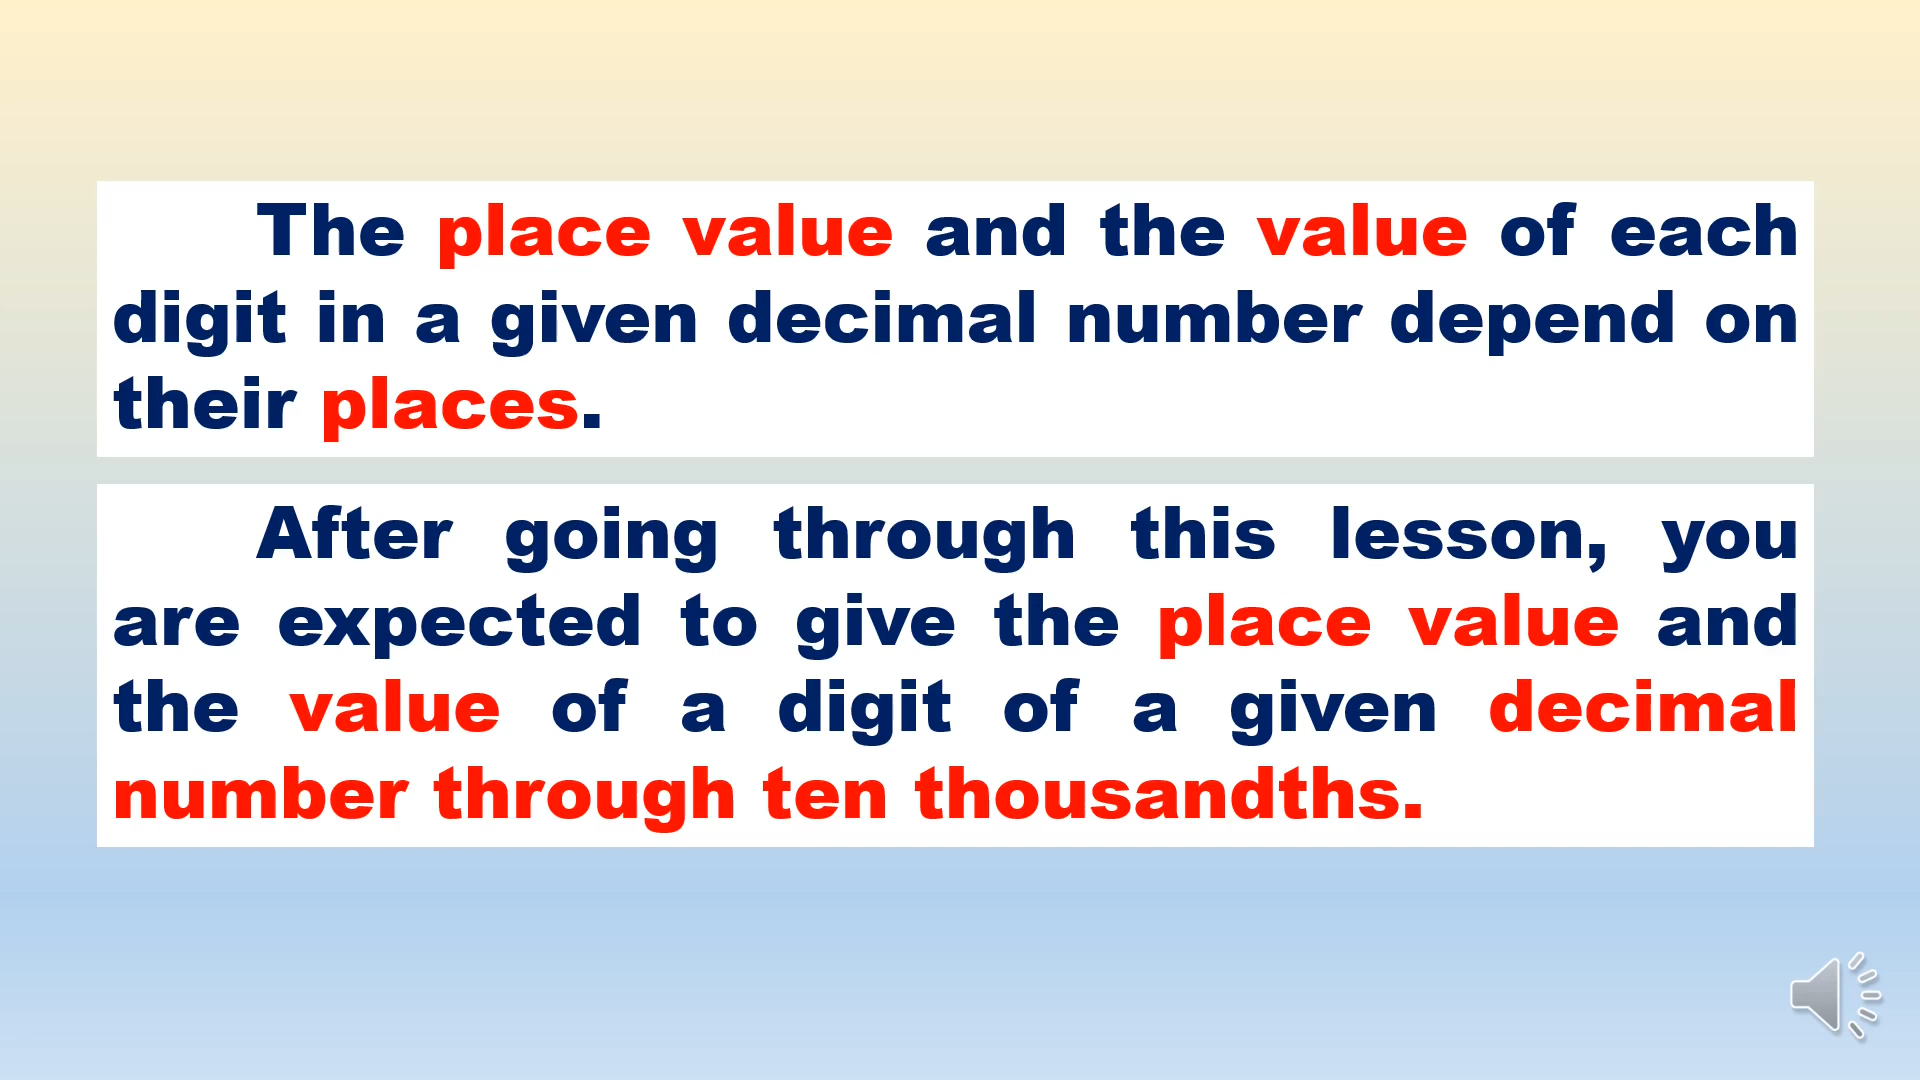 The place value and the value of each
digit in a given decimal number depend on
their places.
After going through this lesson, you
are expected to give the place value and
the value of a digit of a given decimal
number through ten thousandths.